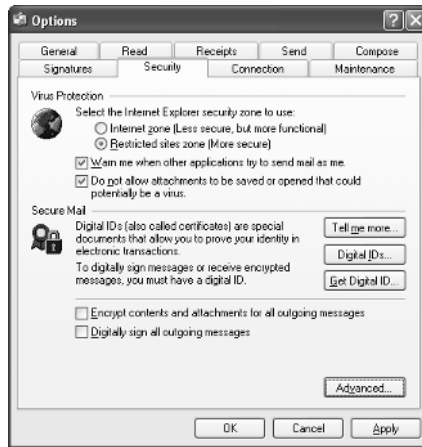 Options
General Read Receipts Send Compose
Signatures Security Connection Maintenance
Virus Protection
Select the Internet Explorer security zone to use:
Internet zone (Less secure, but more functional)
Restricted sites zone (More secure)
Warn me when other applications try to send mail as me.
Do not allow attachments to be saved or opened that could
potentially be a virus.
Secure Mail
Digital IDs (also called certificates) are special
documents that allow you to prove your identity in
electronic transactions.
Tell me more...
Digital IDs...
To digitally sign messages or receive encrypted
messages, you must have a digital ID.
Get Digital ID...
Encrypt contents and attachments for all outgoing messages
Digitally sign all outgoing messages
Advanced...
OK Cancel Apply